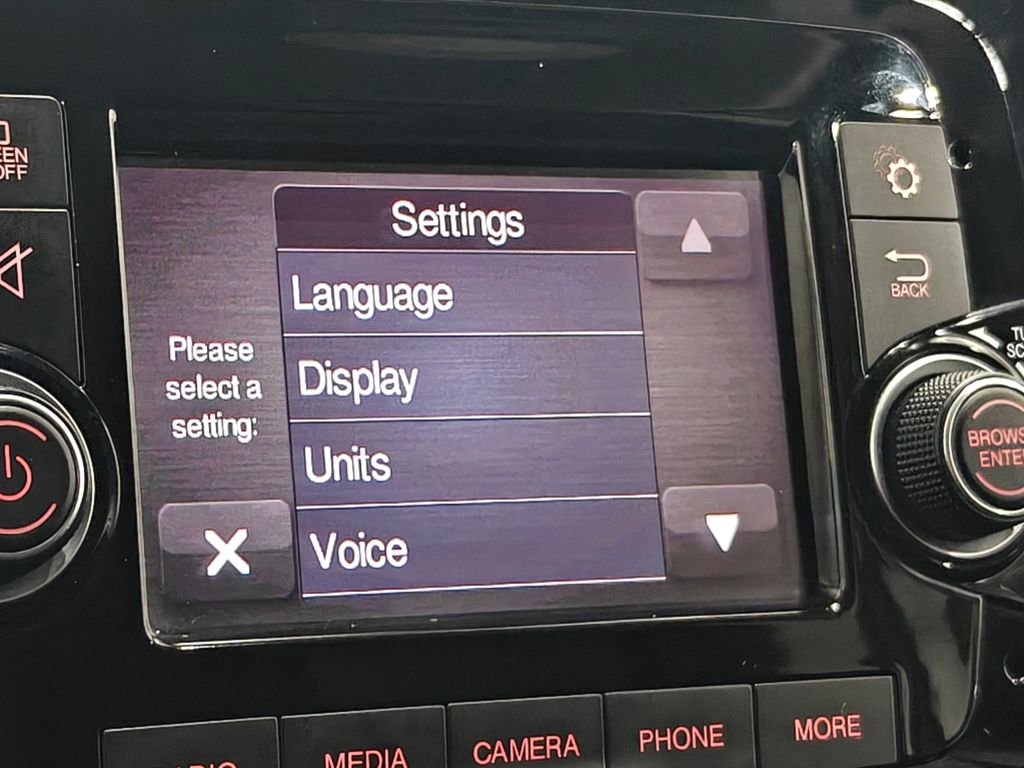 Settings
Language
Please
select a
setting:
Display
Units
Voice
BACK
MEDIA
CAMERA
PHONE
MORE